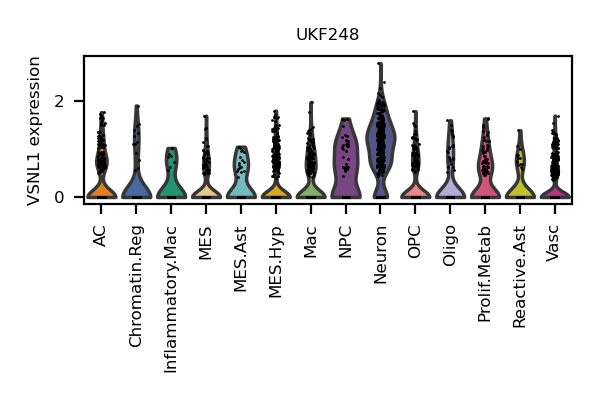 UKF248
VSNL1 expression
2
0
AC
Chromatin.Reg
Inflammatory.Mac
MES
MES.Ast
MES.Hyp
Mac
NPC
Neuron
OPC
Oligo
Prolif.Metab
Reactive.Ast
Vasc